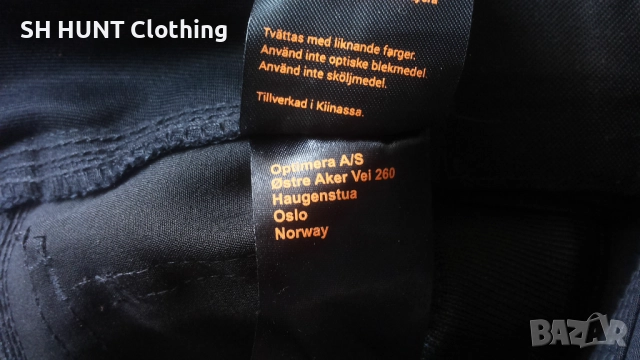 SH HUNT Clothing
Tvättas med liknande farger.
Använd inte optiske blekmedel.
Använd inte sköljmedel.
Tillverkad i Kiinassa.
Optimera A/S
Østre Aker Vei 260
Haugenstua
Oslo
Norway
BAZAR